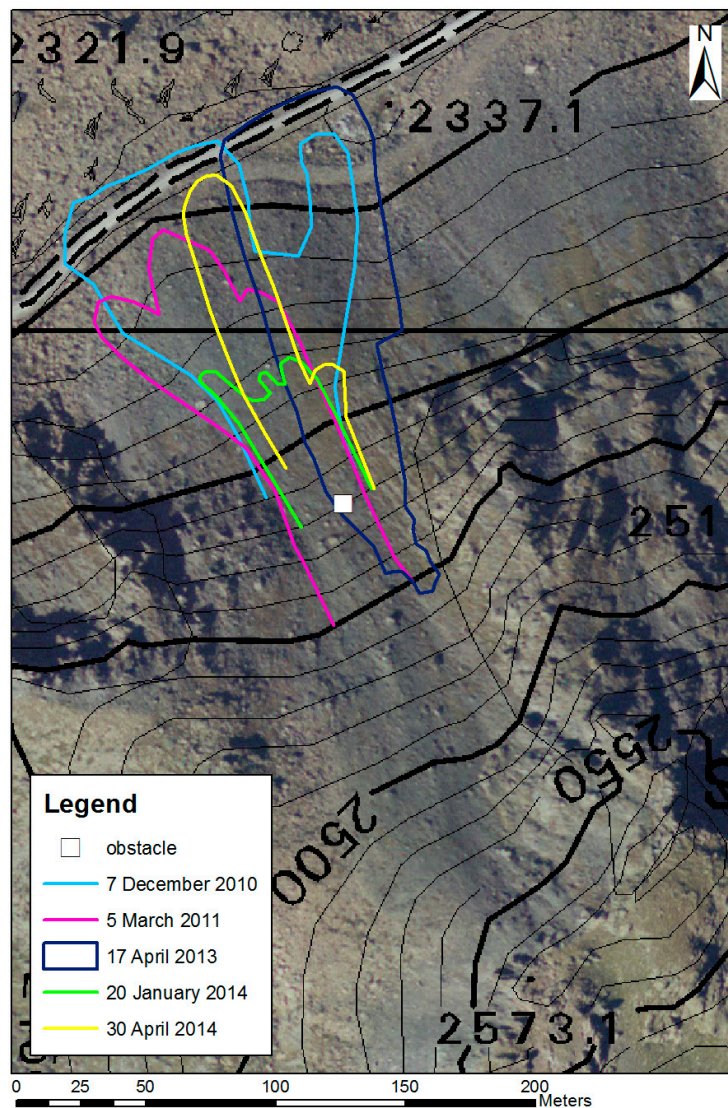 2321.9
N
2337.1
251
2550
2500
Legend
obstacle
7 December 2010
5 March 2011
17 April 2013
20 January 2014
30 April 2014
2573.1
0 25 50 100 150 200
Meters